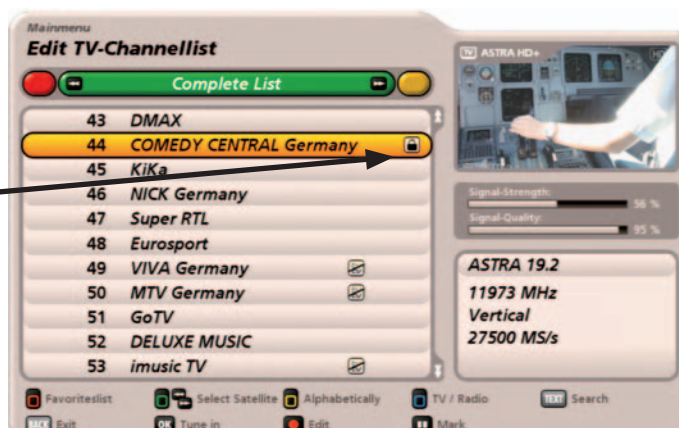 Mainmenu
Edit TV-Channellist
Complete List
43 DMAX
44 COMEDY CENTRAL Germany
45 KiKa
46 NICK Germany
47 Super RTL
48 Eurosport
49 VIVA Germany
50 MTV Germany
51 GoTV
52 DELUXE MUSIC
53 imusic TV
TV ASTRA HD+ HD
Signal-Strength:
56 %
Signal-Quality:
95 %
ASTRA 19.2
11973 MHz
Vertical
27500 MS/s
Favoriteslist Select Satellite Alphabetically TV / Radio TEXT Search
BACK Exit OK Tune in Edit Mark